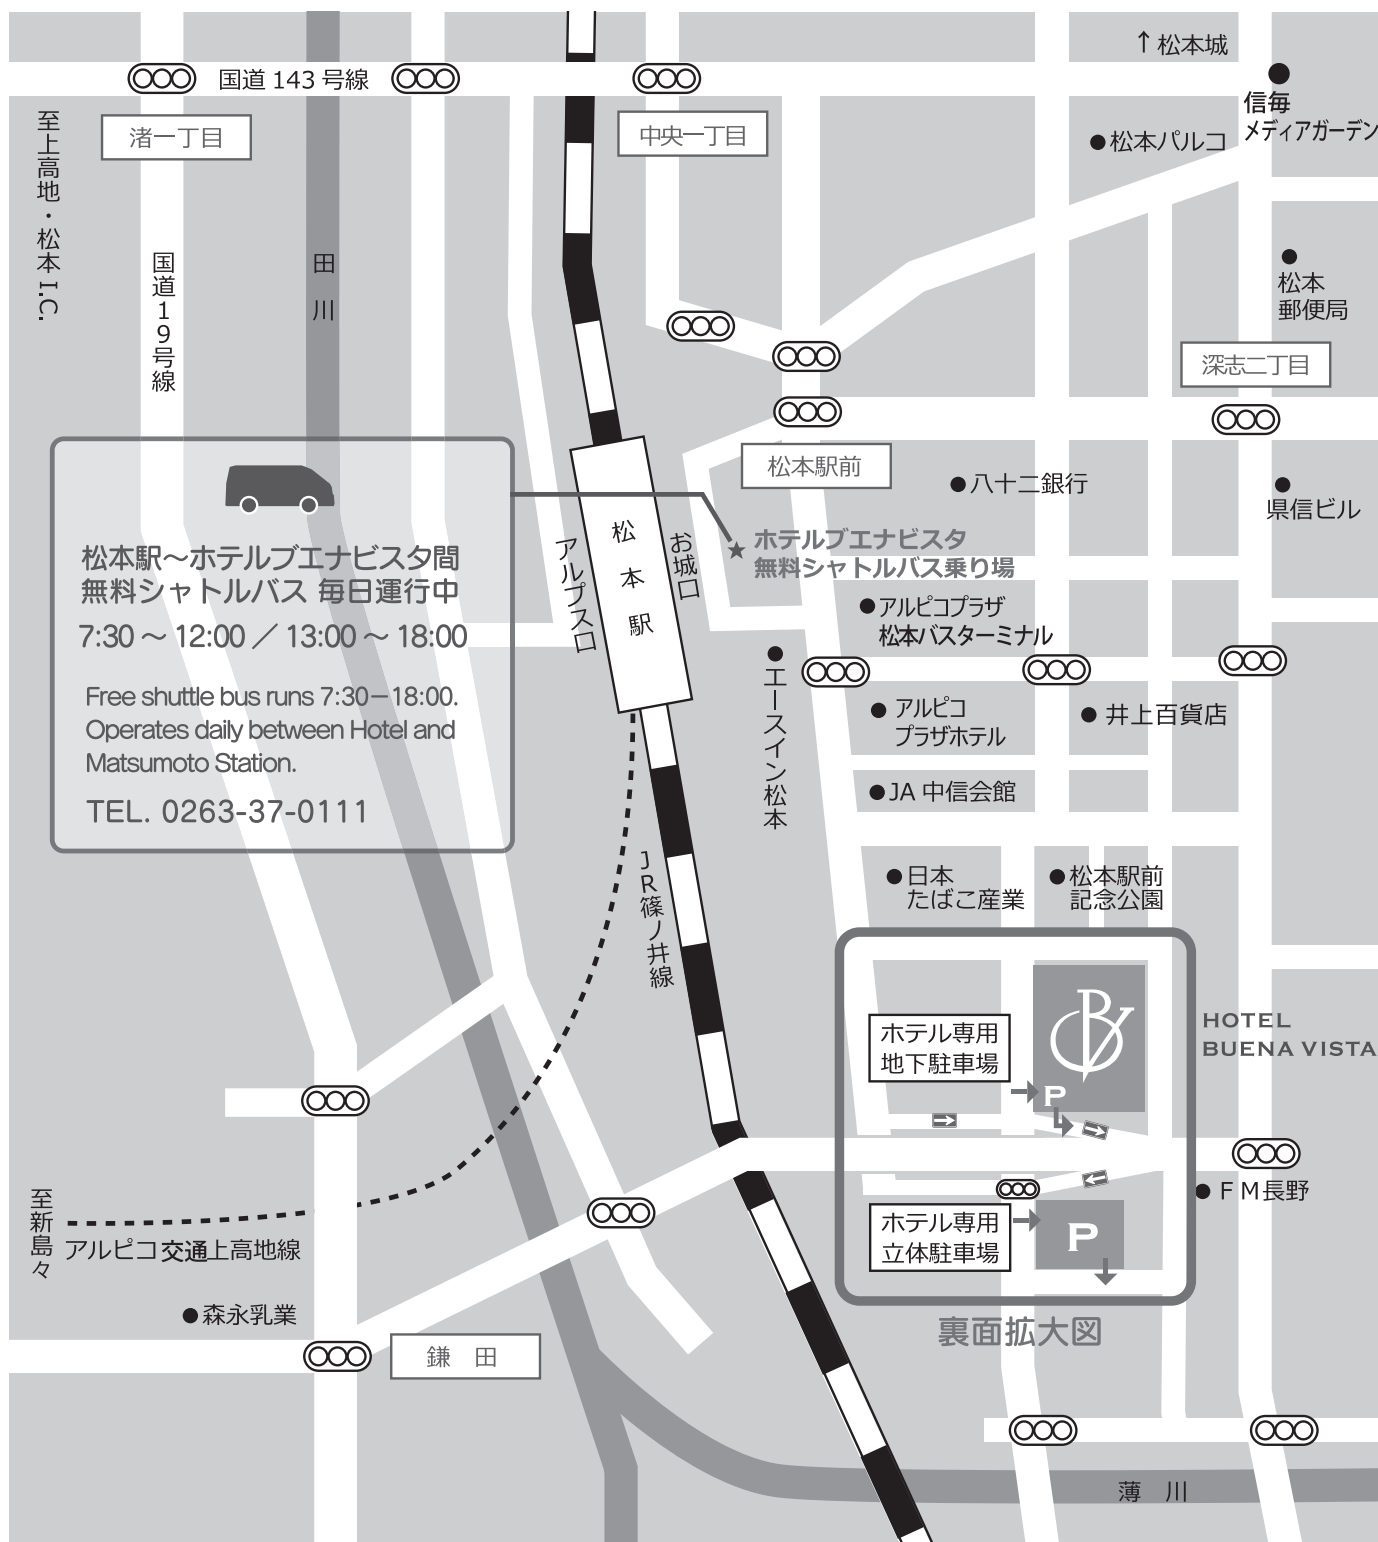 ↑松本城
国道 143 号線
信毎
メディアガーデン
至上高地・松本I.C.
渚一丁目
中央一丁目
松本パルコ
国道19号線
田川
松本
郵便局
深志二丁目
松本駅前
八十二銀行
県信ビル
松本駅
アルプス口
お城口
ホテルブエナビスタ
無料シャトルバス乗り場
松本駅～ホテルブエナビスタ間
無料シャトルバス 毎日運行中
7:30 ～ 12:00 ／ 13:00 ～ 18:00
Free shuttle bus runs 7:30－18:00.
Operates daily between Hotel and
Matsumoto Station.
TEL. 0263-37-0111
アルピコプラザ
松本バスターミナル
エースイン松本
アルピコ
プラザホテル
井上百貨店
JA 中信会館
JR篠ノ井線
日本
たばこ産業
松本駅前
記念公園
ホテル専用
地下駐車場
P
HOTEL
BUENA VISTA
ホテル専用
立体駐車場
P
ＦＭ長野
至新島々
アルピコ交通上高地線
森永乳業
鎌　田
裏面拡大図
薄　川